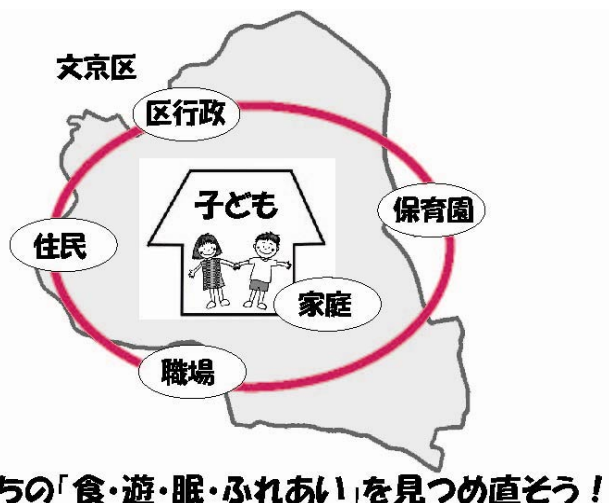 文京区
区行政
子ども
保育園
住民
家庭
職場
ちの「食・遊・眠・ふれあい」を見つめ直そう！